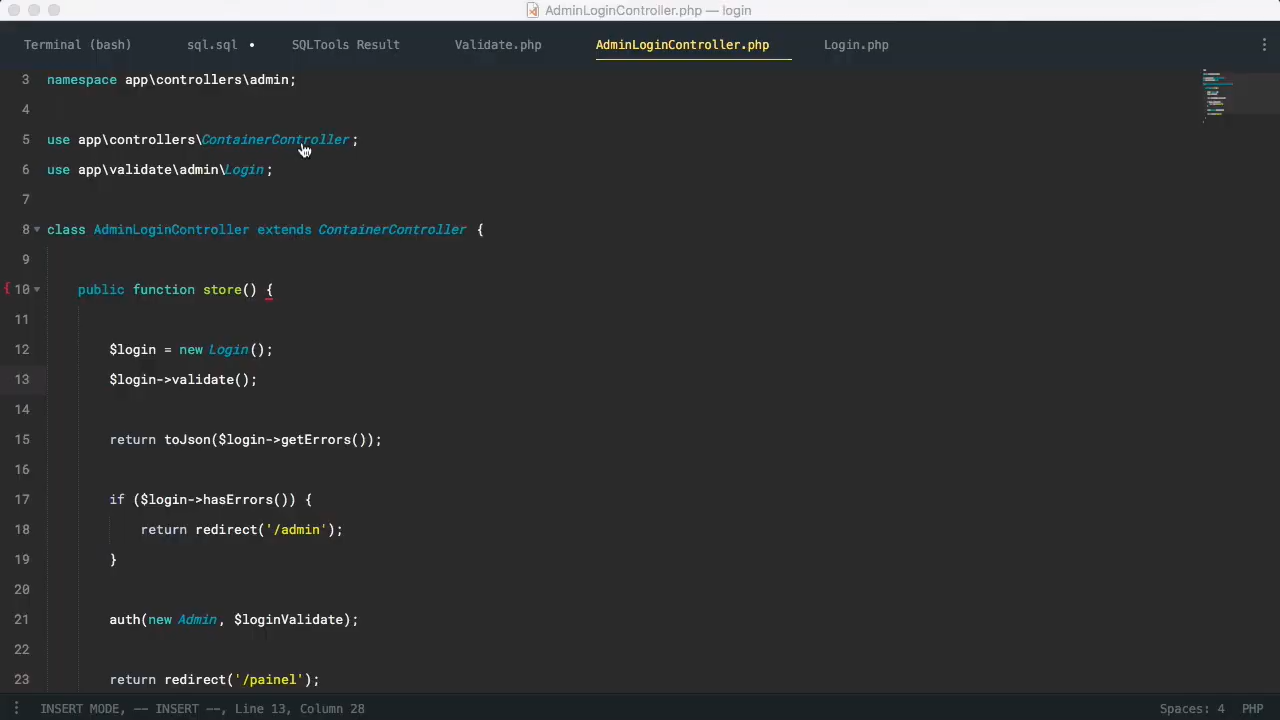 AdminLoginController.php — login
Terminal (bash) sql.sql SQLTools Result Validate.php AdminLoginController.php Login.php
3 namespace app\controllers\admin;
4
5 use app\controllers\ContainerController;
6 use app\validate\admin\Login;
7
8 class AdminLoginController extends ContainerController {
9
{ 10 public function store() {
11
12 $login = new Login();
13 $login->validate();
14
15 return toJson($login->getErrors());
16
17 if ($login->hasErrors()) {
18 return redirect('/admin');
19 }
20
21 auth(new Admin, $loginValidate);
22
23 return redirect('/painel');
INSERT MODE, -- INSERT --, Line 13, Column 28 Spaces: 4 PHP